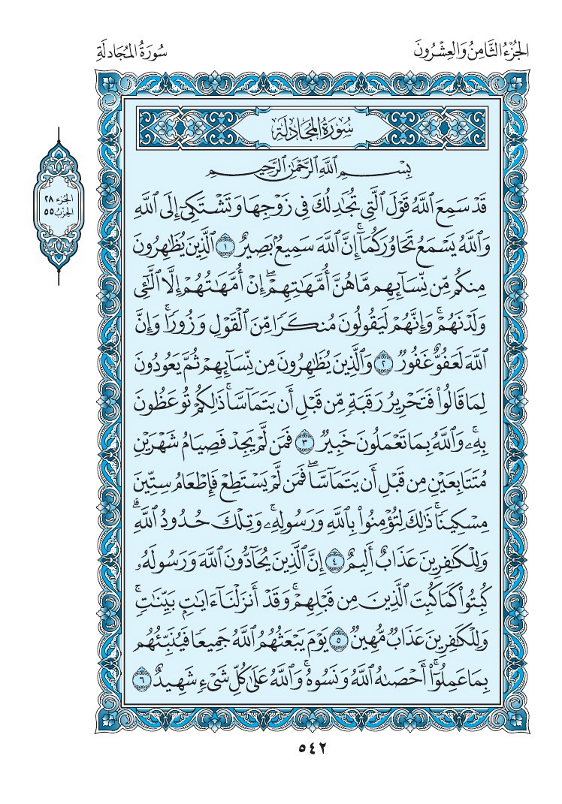 الجُزْءُ الثَّامِنُ وَالعِشْرُونَ
سُورَةُ المُجَادلَةِ
سُورَةُ المُجَادلَةِ
بِسْمِ ٱللَّهِ ٱلرَّحْمَٰنِ ٱلرَّحِيمِ
الجزء ٢٨
الحزب ٥٥
قَدْ سَمِعَ ٱللَّهُ قَوْلَ ٱلَّتِى تُجَٰدِلُكَ فِى زَوْجِهَا وَتَشْتَكِىٓ إِلَى ٱللَّهِ
وَٱللَّهُ يَسْمَعُ تَحَاوُرَكُمَآ ۚ إِنَّ ٱللَّهَ سَمِيعٌۢ بَصِيرٌ ١ ٱلَّذِينَ يُظَٰهِرُونَ
مِنكُم مِّن نِّسَآئِهِم مَّا هُنَّ أُمَّهَٰتِهِمْ ۖ إِنْ أُمَّهَٰتُهُمْ إِلَّا ٱلَّٰٓـِٔى
وَلَدْنَهُمْ ۚ وَإِنَّهُمْ لَيَقُولُونَ مُنكَرًا مِّنَ ٱلْقَوْلِ وَزُورًا ۚ وَإِنَّ
ٱللَّهَ لَعَفُوٌّ غَفُورٌ ٢ وَٱلَّذِينَ يُظَٰهِرُونَ مِن نِّسَآئِهِمْ ثُمَّ يَعُودُونَ
لِمَا قَالُوا۟ فَتَحْرِيرُ رَقَبَةٍ مِّن قَبْلِ أَن يَتَمَآسَّا ۚ ذَٰلِكُمْ تُوعَظُونَ
بِهِۦ ۚ وَٱللَّهُ بِمَا تَعْمَلُونَ خَبِيرٌ ٣ فَمَن لَّمْ يَجِدْ فَصِيَامُ شَهْرَيْنِ
مُتَتَابِعَيْنِ مِن قَبْلِ أَن يَتَمَآسَّا ۖ فَمَن لَّمْ يَسْتَطِعْ فَإِطْعَامُ سِتِّينَ
مِسْكِينًا ۚ ذَٰلِكَ لِتُؤْمِنُوا۟ بِٱللَّهِ وَرَسُولِهِۦ ۚ وَتِلْكَ حُدُودُ ٱللَّهِ ۗ
وَلِلْكَٰفِرِينَ عَذَابٌ أَلِيمٌ ٤ إِنَّ ٱلَّذِينَ يُحَآدُّونَ ٱللَّهَ وَرَسُولَهُۥ
كُبِتُوا۟ كَمَا كُبِتَ ٱلَّذِينَ مِن قَبْلِهِمْ ۚ وَقَدْ أَنزَلْنَآ ءَايَٰتٍۭ بَيِّنَٰتٍ ۚ
وَلِلْكَٰفِرِينَ عَذَابٌ مُّهِينٌ ٥ يَوْمَ يَبْعَثُهُمُ ٱللَّهُ جَمِيعًا فَيُنَبِّئُهُم
بِمَا عَمِلُوٓا۟ ۚ أَحْصَىٰهُ ٱللَّهُ وَنَسُوهُ ۚ وَٱللَّهُ عَلَىٰ كُلِّ شَىْءٍ شَهِيدٌ ٦
٥٤٢